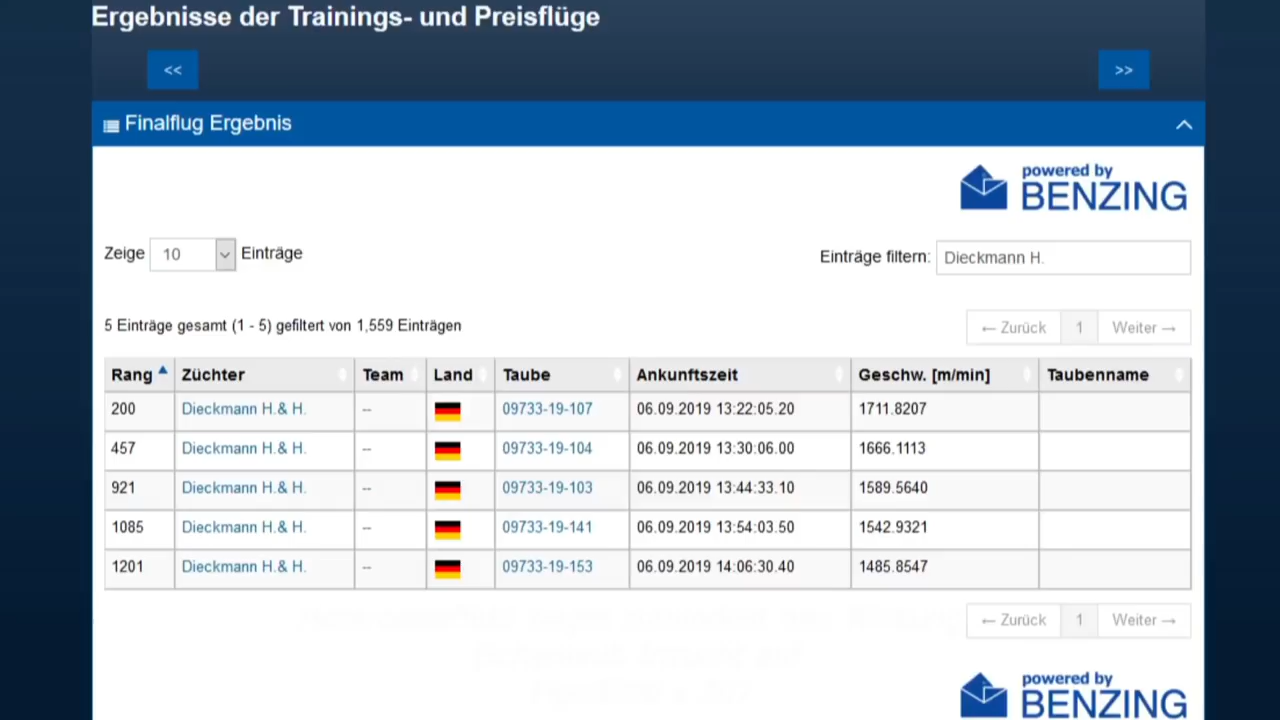 Ergebnisse der Trainings- und Preisflüge
<< >>
Finalflug Ergebnis
powered by
BENZING
Zeige 10 Einträge Einträge filtern: Dieckmann H.
5 Einträge gesamt (1 - 5) gefiltert von 1,559 Einträgen
← Zurück 1 Weiter →
Rang Züchter Team Land Taube Ankunftszeit Geschw. [m/min] Taubenname
200 Dieckmann H.& H. -- 09733-19-107 06.09.2019 13:22:05.20 1711.8207
457 Dieckmann H.& H. -- 09733-19-104 06.09.2019 13:30:06.00 1666.1113
921 Dieckmann H.& H. -- 09733-19-103 06.09.2019 13:44:33.10 1589.5640
1085 Dieckmann H.& H. -- 09733-19-141 06.09.2019 13:54:03.50 1542.9321
1201 Dieckmann H.& H. -- 09733-19-153 06.09.2019 14:06:30.40 1485.8547
← Zurück 1 Weiter →
powered by
BENZING